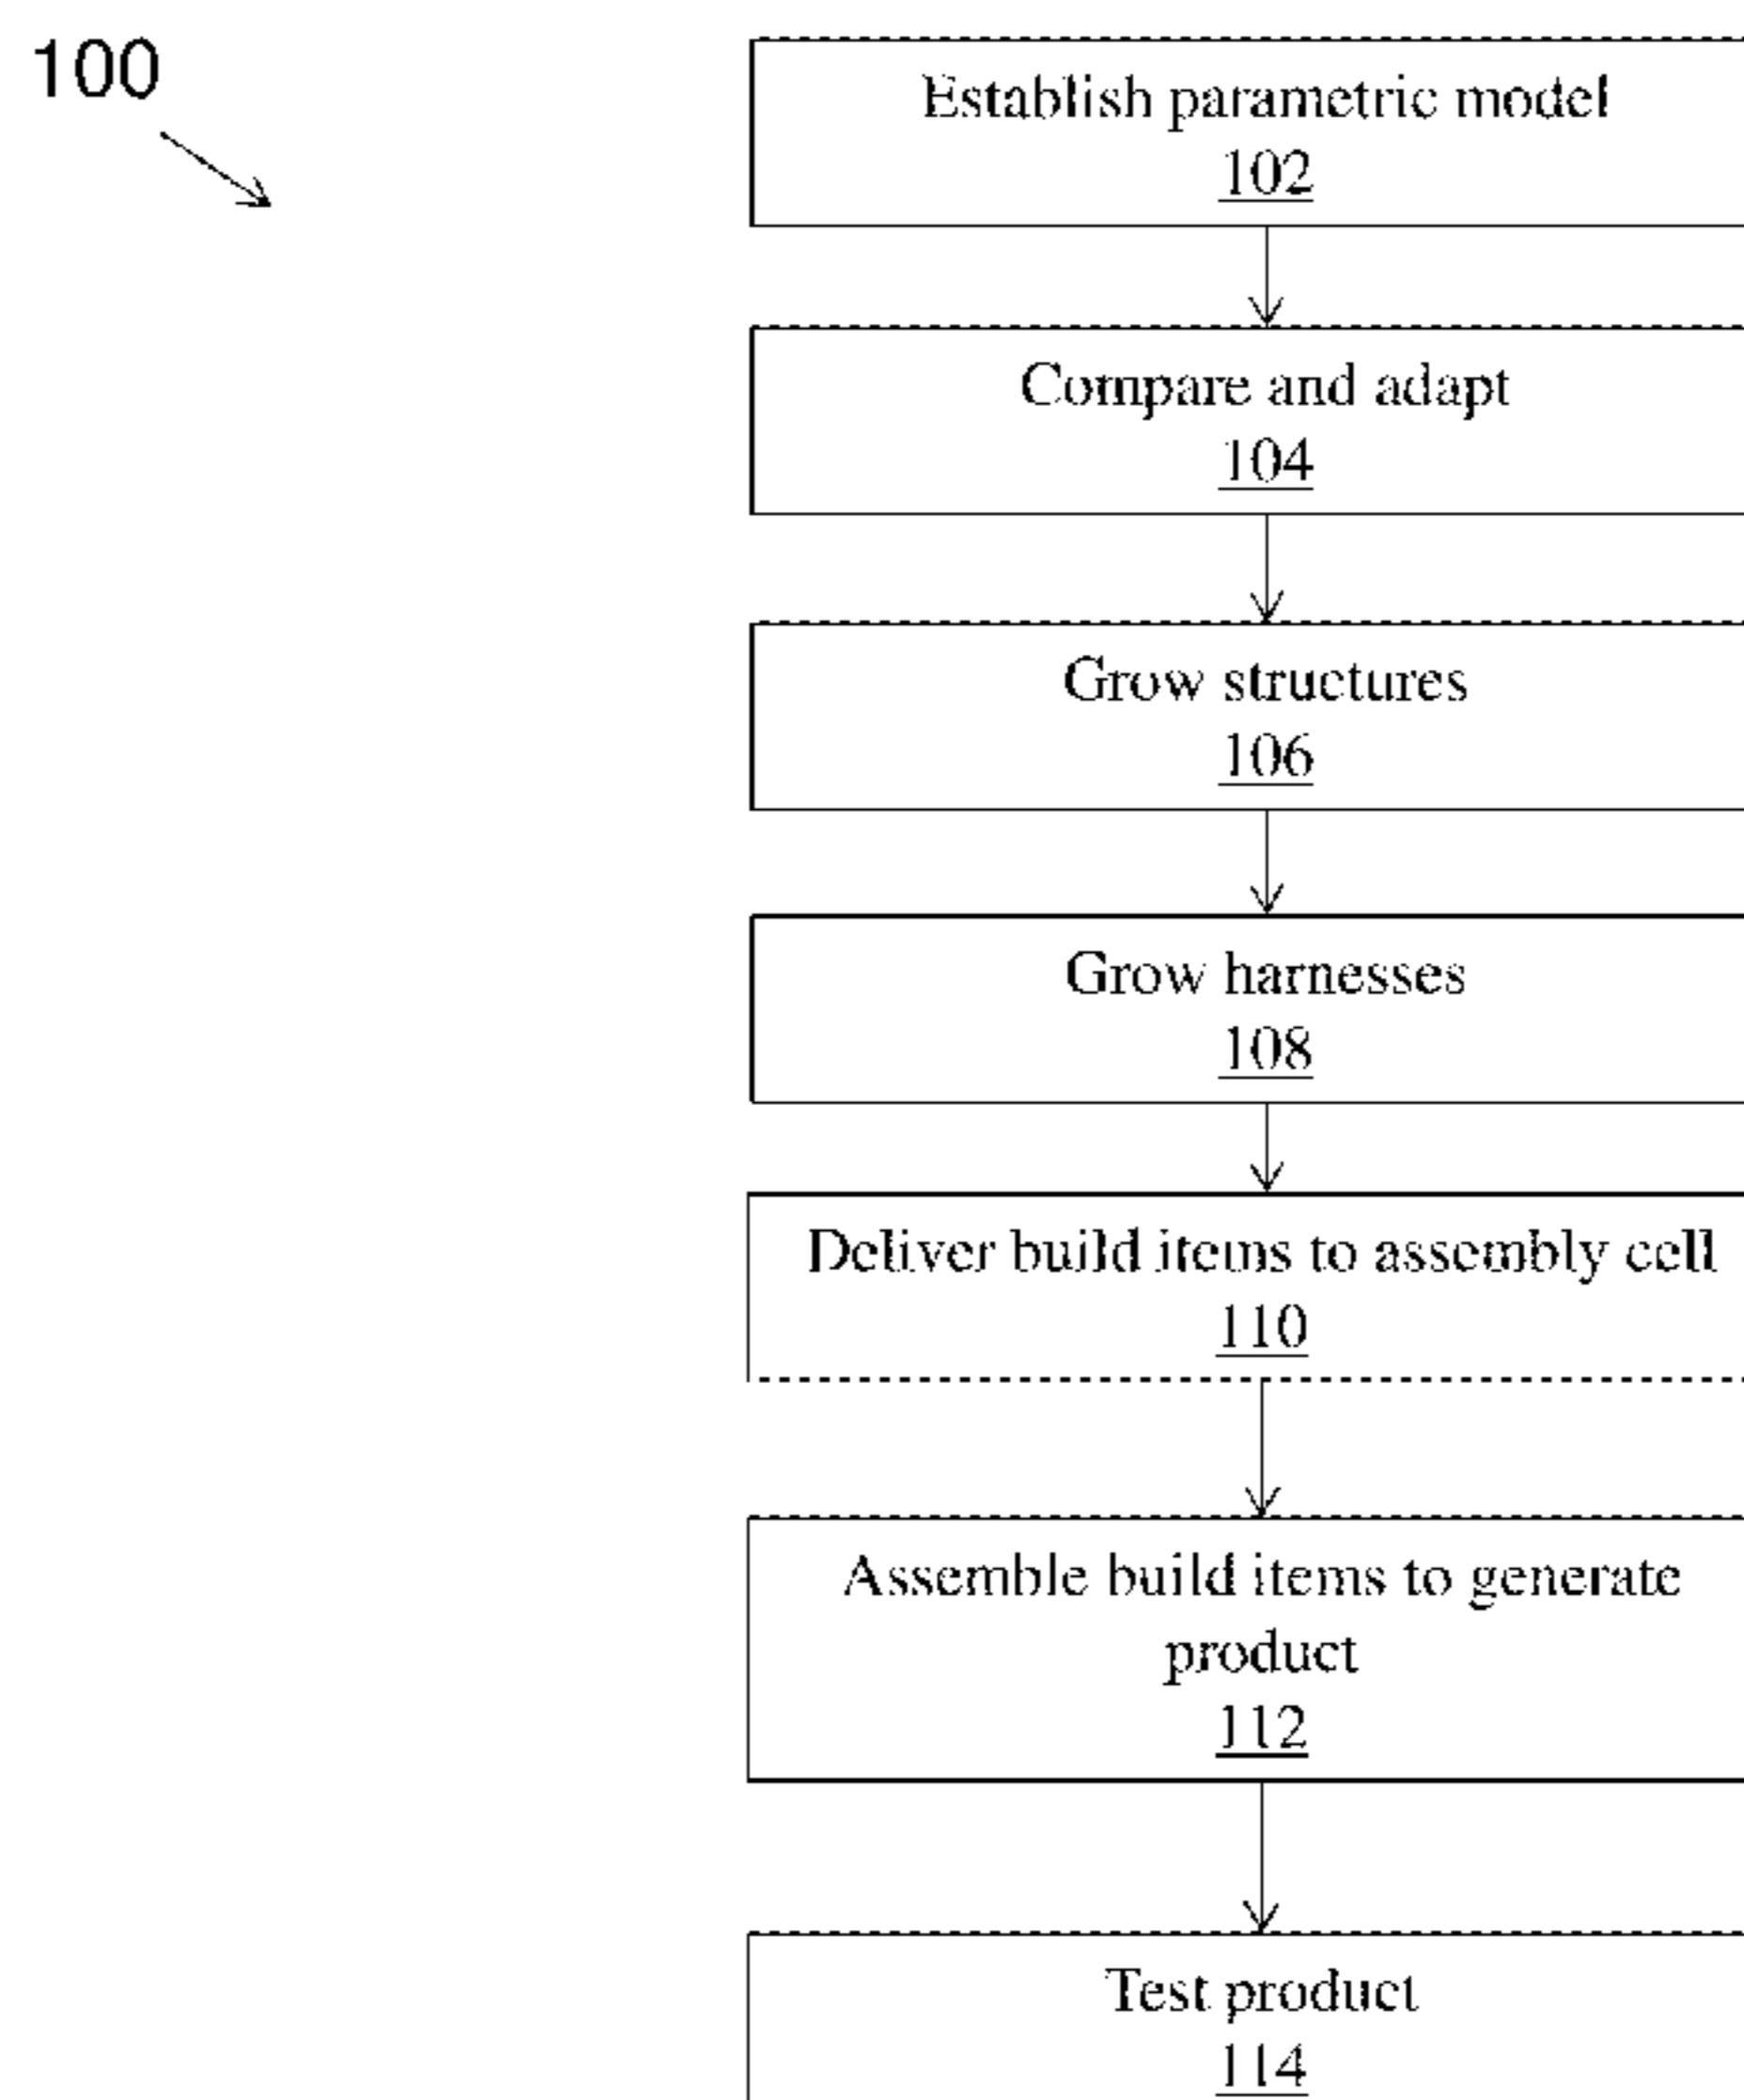 100
Establish parametric model
102
Compare and adapt
104
Grow structures
106
Grow harnesses
108
Deliver build items to assembly cell
110
Assemble build items to generate
product
112
Test product
114